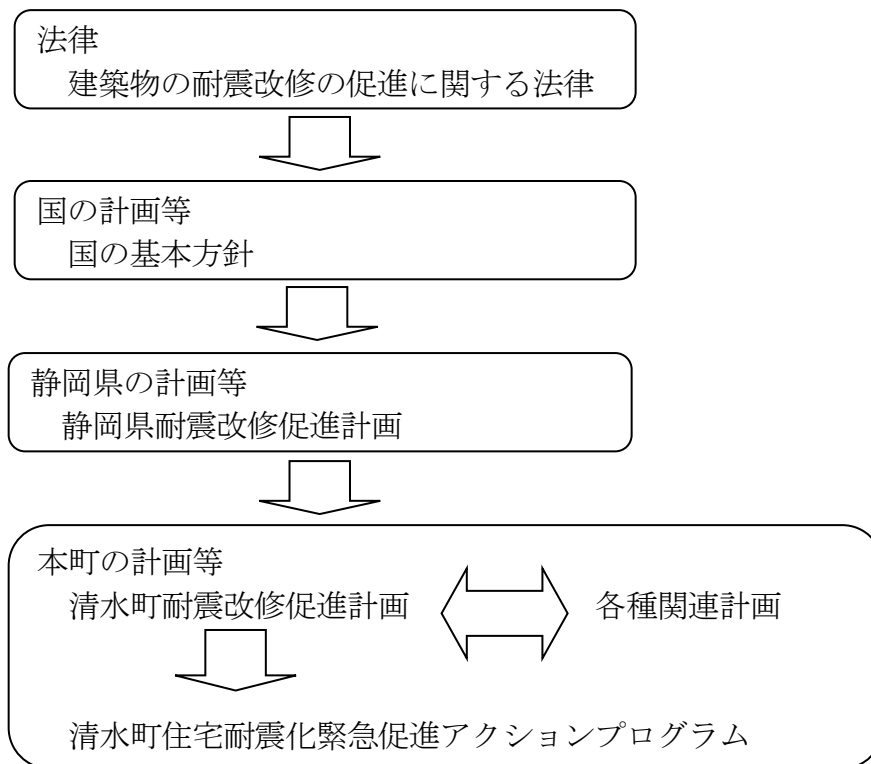 法律
建築物の耐震改修の促進に関する法律
国の計画等
国の基本方針
静岡県の計画等
静岡県耐震改修促進計画
本町の計画等
清水町耐震改修促進計画
各種関連計画
清水町住宅耐震化緊急促進アクションプログラム